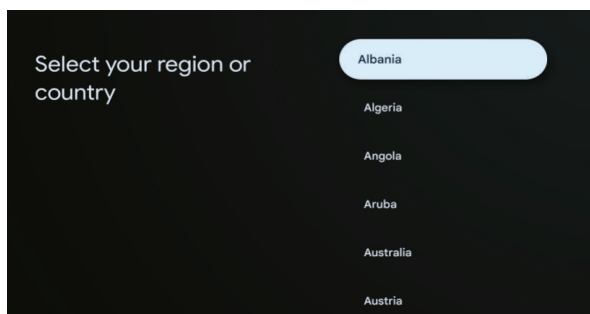 Select your region or
country
Albania
Algeria
Angola
Aruba
Australia
Austria